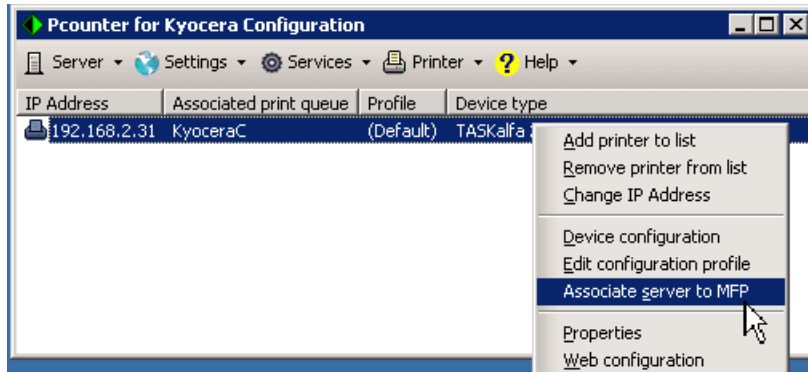 Pcounter for Kyocera Configuration
Server Settings Services Printer Help
IP Address Associated print queue Profile Device type
192.168.2.31 KyoceraC (Default) TASKalfa
Add printer to list
Remove printer from list
Change IP Address
Device configuration
Edit configuration profile
Associate server to MFP
Properties
Web configuration